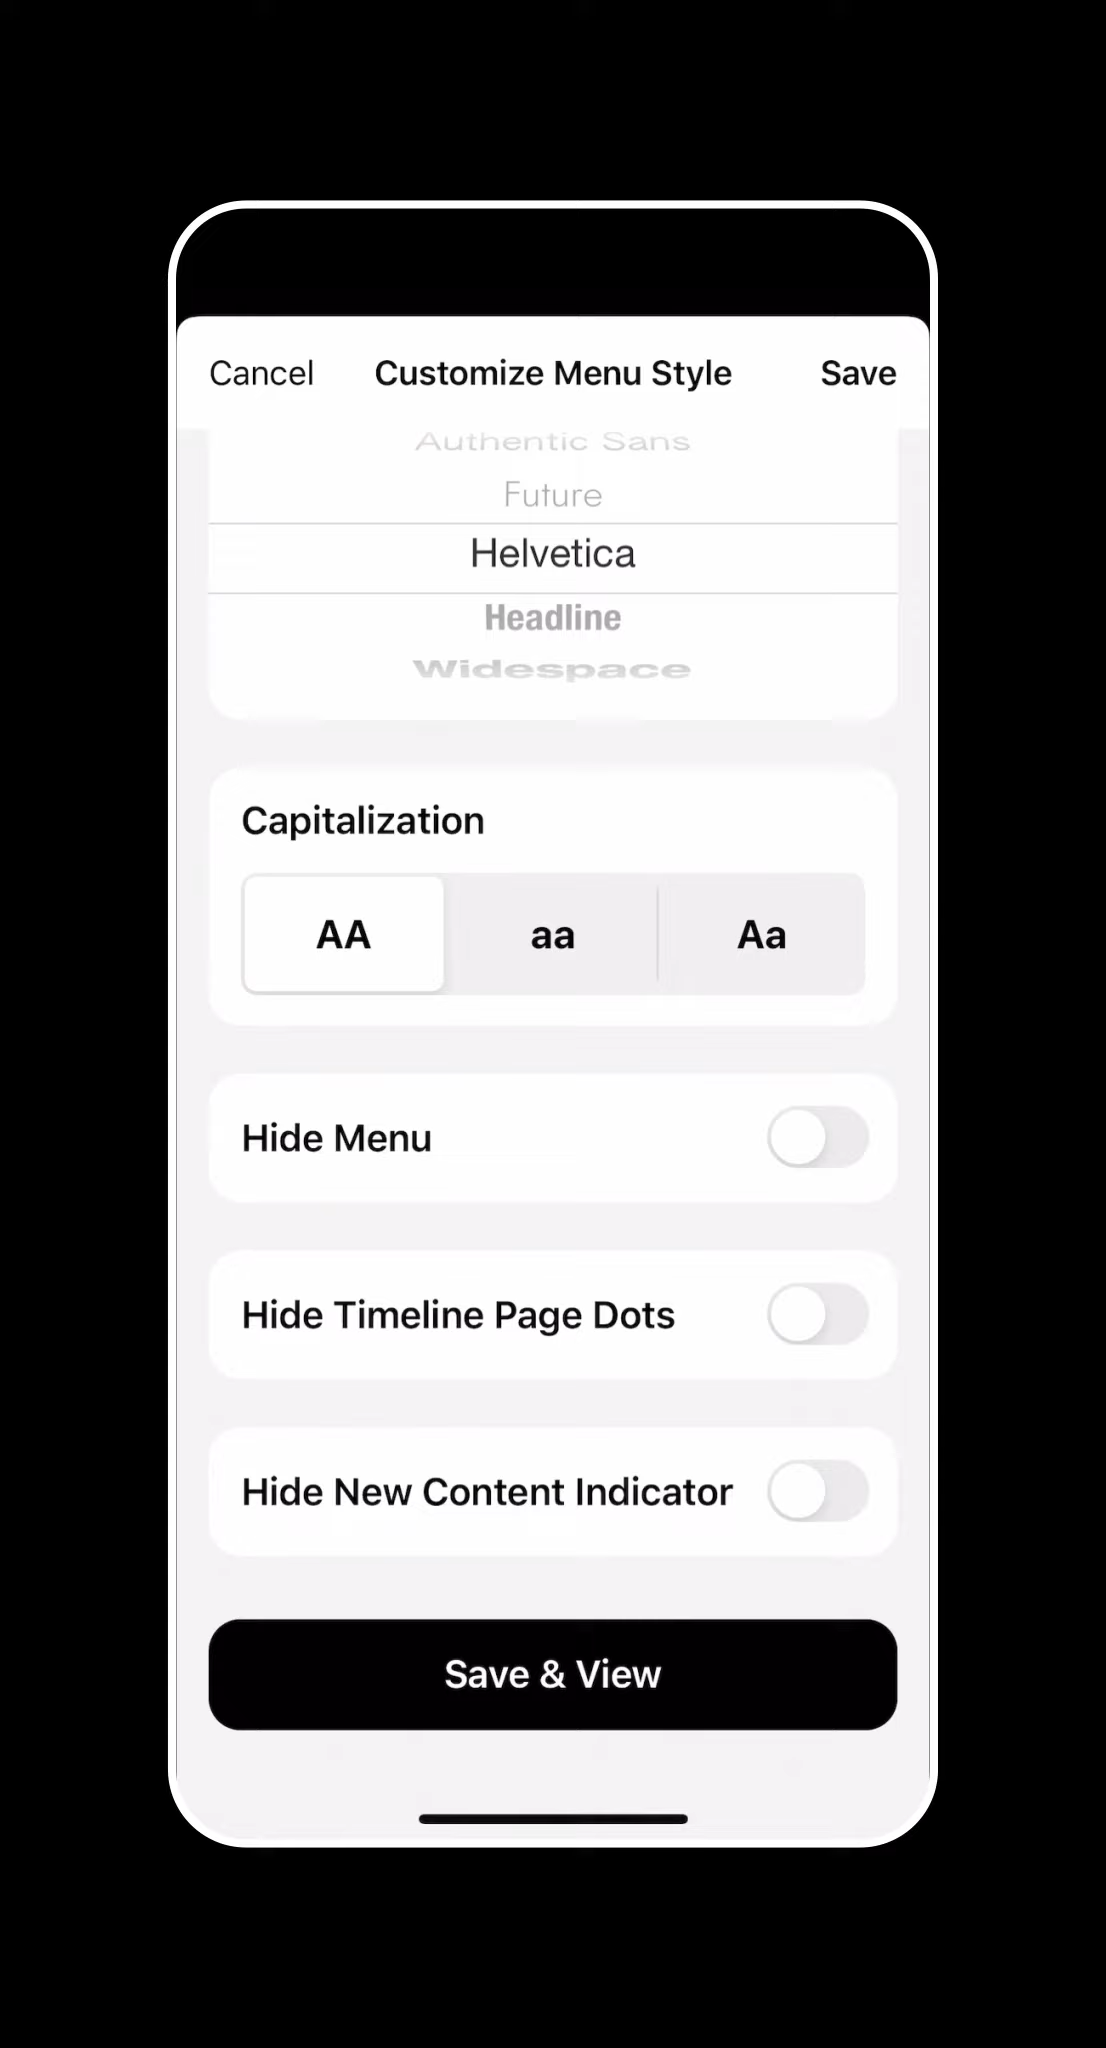 Cancel Customize Menu Style Save
Authentic Sans
Future
Helvetica
Headline
Widespace
Capitalization
AA aa Aa
Hide Menu
Hide Timeline Page Dots
Hide New Content Indicator
Save & View